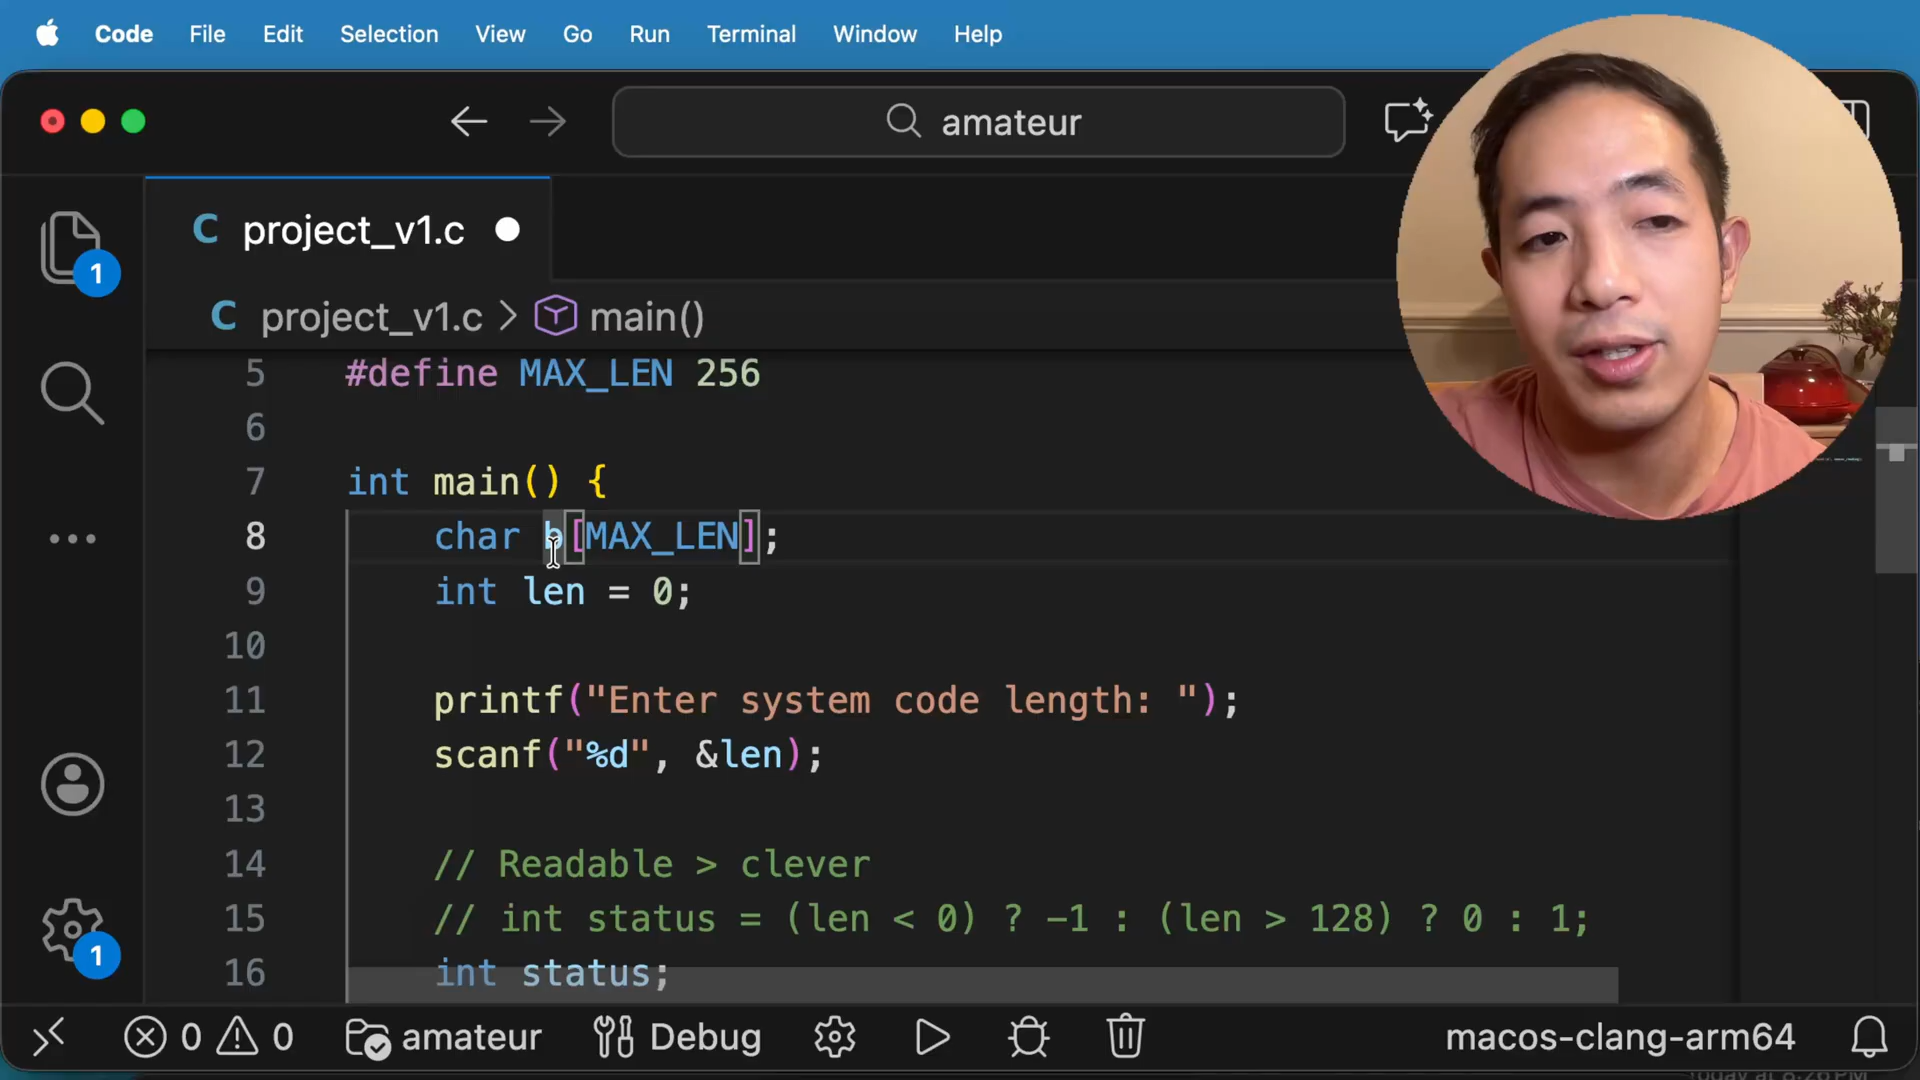 Code File Edit Selection View Go Run Terminal Window Help
amateur
C project_v1.c
1
C project_v1.c > main()
5 #define MAX_LEN 256
6
7 int main() {
8 char b[MAX_LEN];
9 int len = 0;
10
11 printf("Enter system code length: ");
12 scanf("%d", &len);
13
14 // Readable > clever
15 // int status = (len < 0) ? -1 : (len > 128) ? 0 : 1;
16 int status;
1
0 0 amateur Debug macos-clang-arm64